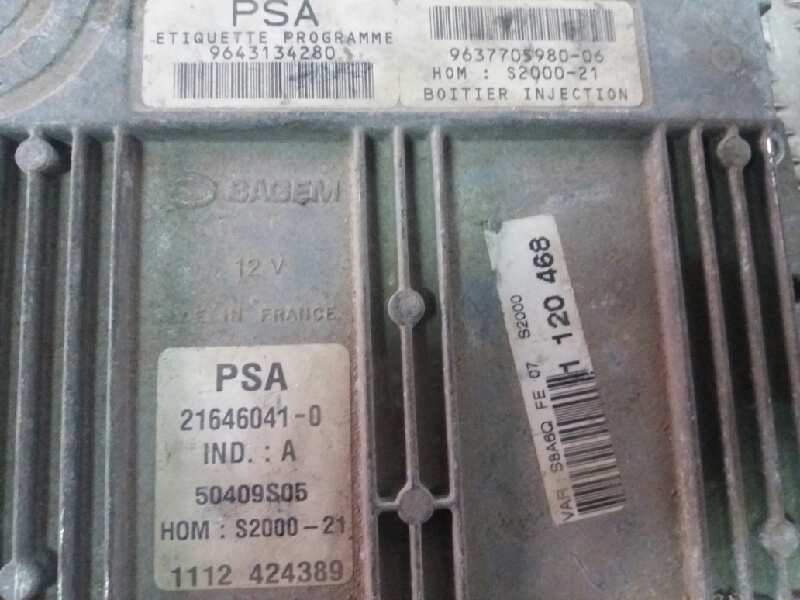 PSA
ETIQUETTE PROGRAMME
9643134280
9637705980-06
HOM : S2000-21
BOITIER INJECTION
SAGEM
12 V
IN FRANCE
PSA
21646041-0
IND. : A
50409S05
HOM : S2000-21
1112 424389
VAR : S8A6Q FE 07 S2000
H 120 468